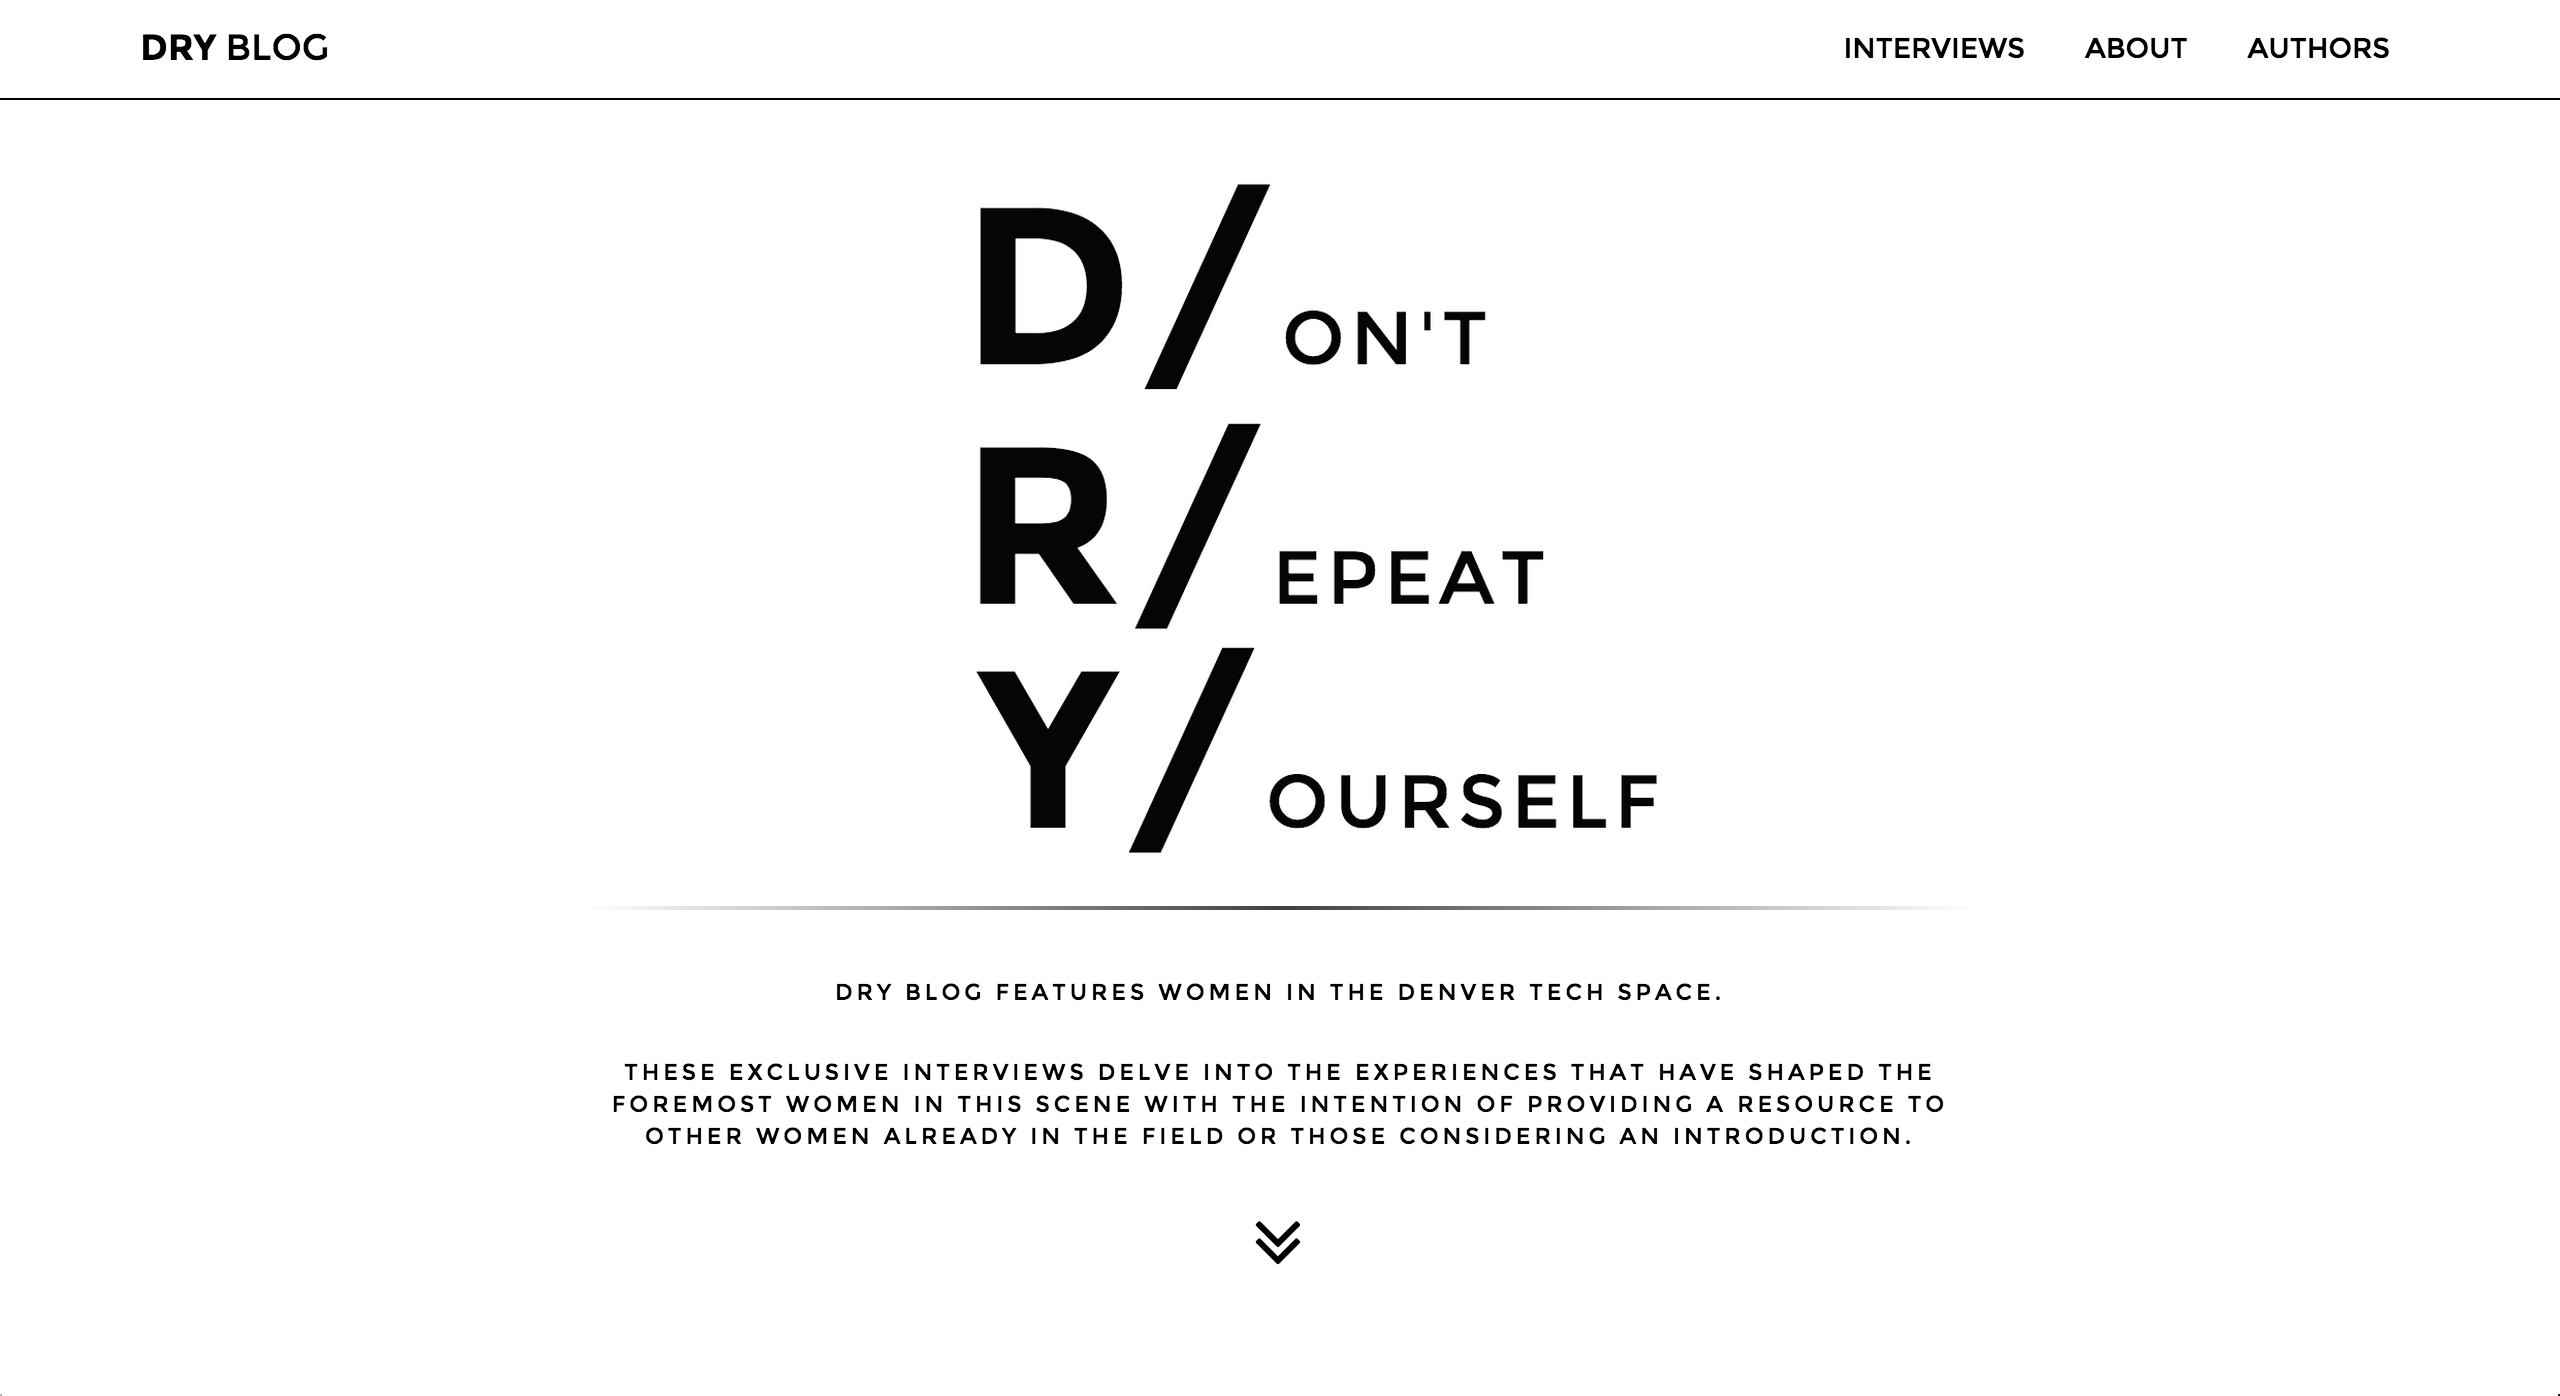 DRY BLOG
INTERVIEWS ABOUT AUTHORS
D/ON'T
R/EPEAT
Y/OURSELF
DRY BLOG FEATURES WOMEN IN THE DENVER TECH SPACE.
THESE EXCLUSIVE INTERVIEWS DELVE INTO THE EXPERIENCES THAT HAVE SHAPED THE
FOREMOST WOMEN IN THIS SCENE WITH THE INTENTION OF PROVIDING A RESOURCE TO
OTHER WOMEN ALREADY IN THE FIELD OR THOSE CONSIDERING AN INTRODUCTION.